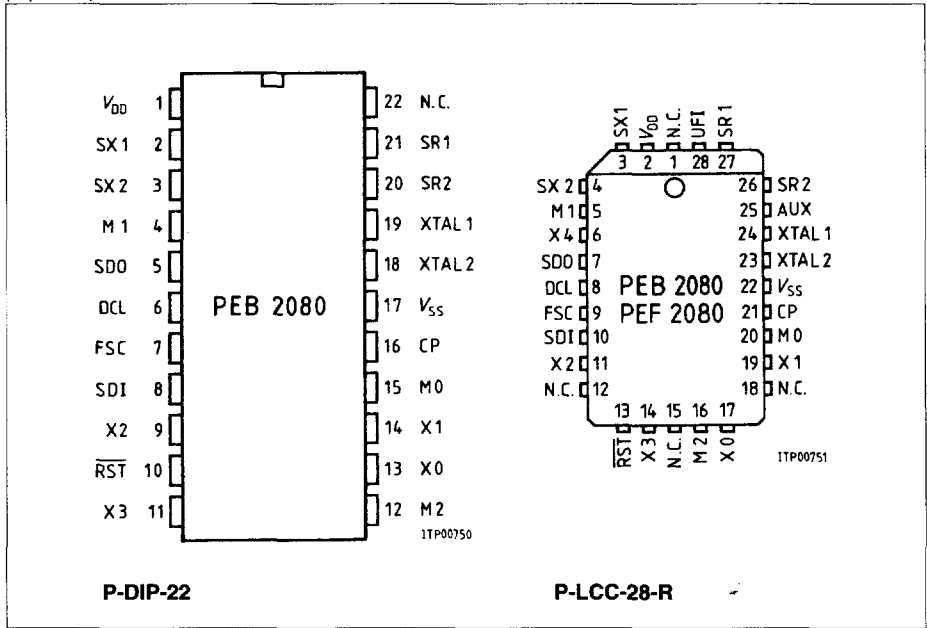 V_DD 1
SX1 2
SX2 3
M1 4
SDO 5
DCL 6
FSC 7
SDI 8
X2 9
RST 10
X3 11
PEB 2080
22 N.C.
21 SR1
20 SR2
19 XTAL1
18 XTAL2
17 V_SS
16 CP
15 M0
14 X1
13 X0
12 M2
ITP00750
P-DIP-22
SX1 V_DD N.C. UFI SR1
3 2 1 28 27
SX2 4
M1 5
X4 6
SDO 7
DCL 8
FSC 9
SDI 10
X2 11
N.C. 12
PEB 2080
PEF 2080
26 SR2
25 AUX
24 XTAL1
23 XTAL2
22 V_SS
21 CP
20 M0
19 X1
18 N.C.
13 14 15 16 17
RST X3 N.C. M2 X0
ITP00751
P-LCC-28-R